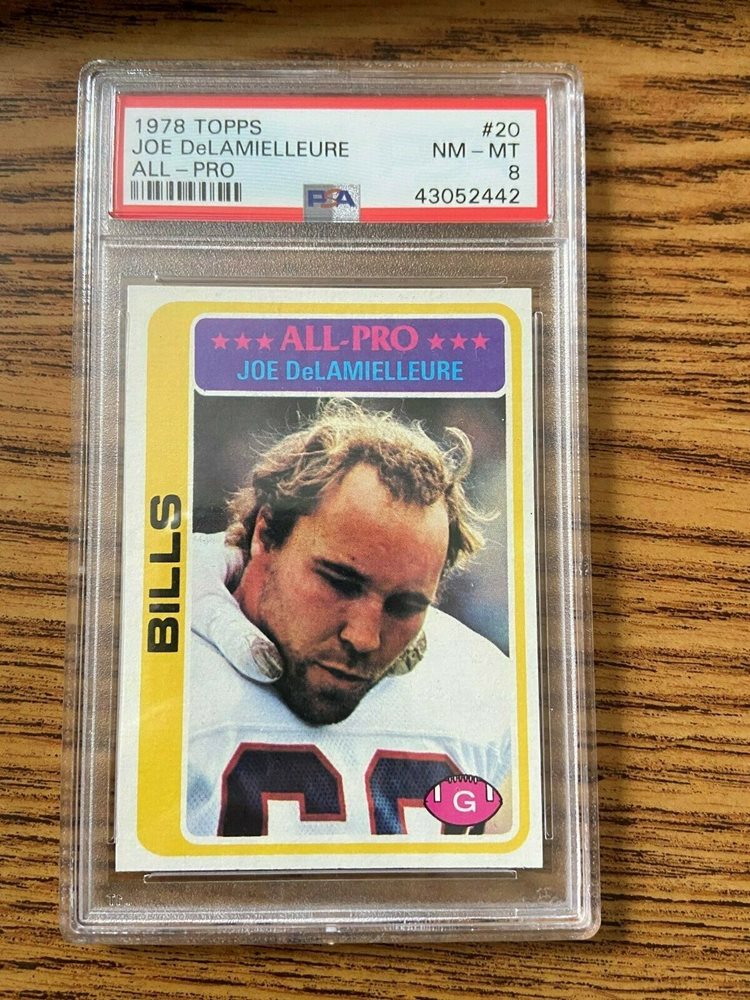 1978 TOPPS #20
JOE DeLAMIELLEURE NM - MT
ALL - PRO 8
PSA 43052442
★★★ ALL-PRO ★★★
JOE DeLAMIELLEURE
BILLS
G